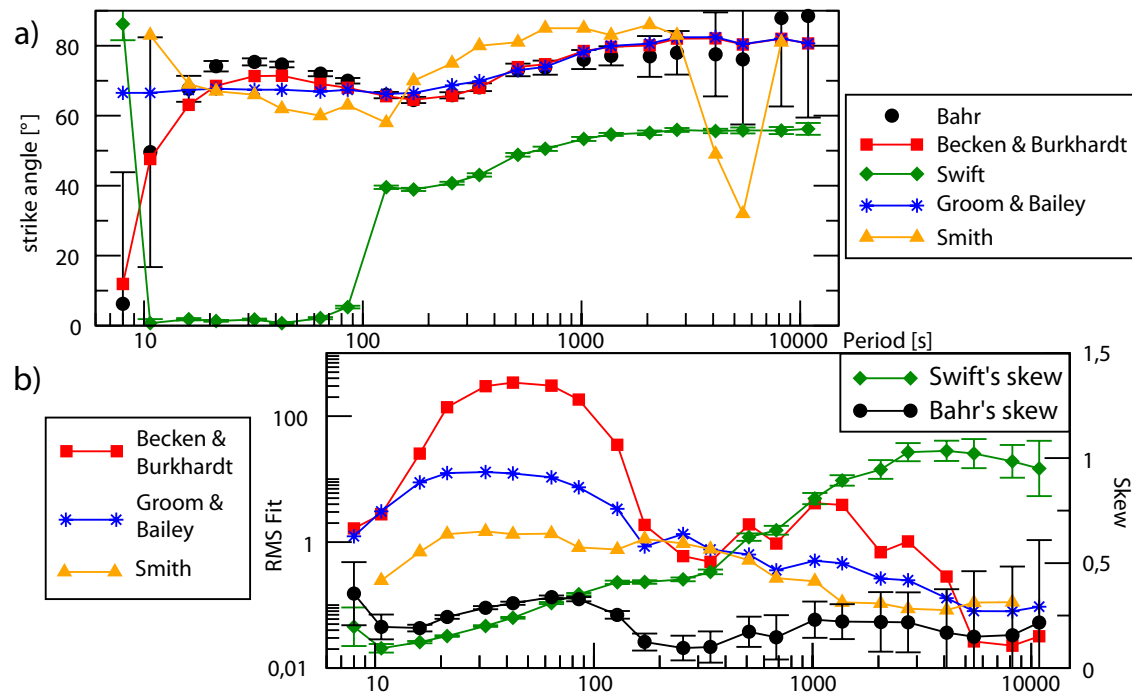 a)
strike angle [°]
80
60
40
20
0
10
100
1000
10000
Period [s]
Bahr
Becken & Burkhardt
Swift
Groom & Bailey
Smith
b)
Becken &
Burkhardt
Groom &
Bailey
Smith
RMS Fit
100
1
0,01
10
100
1000
10000
Swift's skew
Bahr's skew
1,5
1
0,5
0
Skew